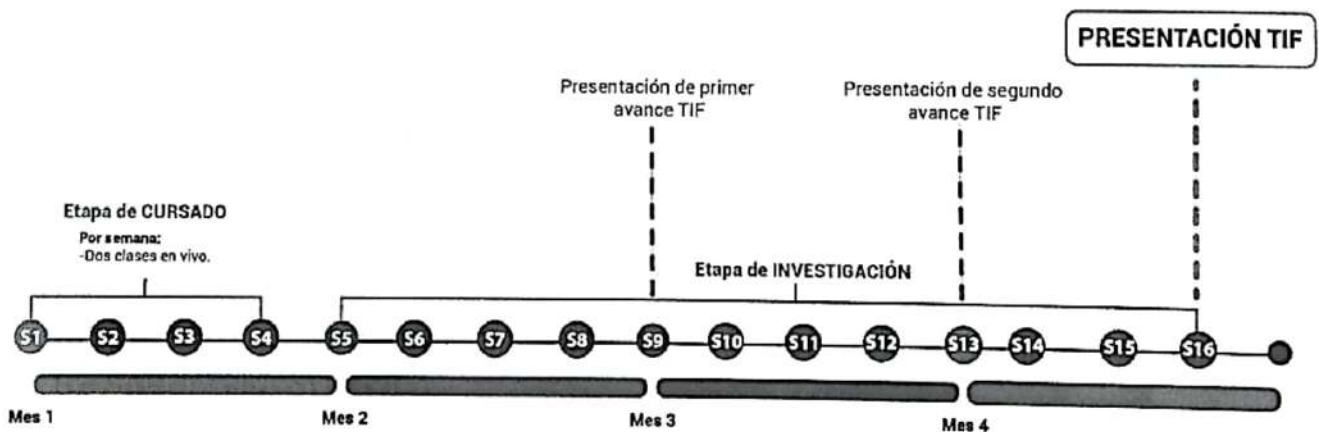 PRESENTACIÓN TIF
Presentación de primer
avance TIF
Presentación de segundo
avance TIF
Etapa de CURSADO
Por semana:
-Dos clases en vivo.
Etapa de INVESTIGACIÓN
S1 S2 S3 S4 S5 S6 S7 S8 S9 S10 S11 S12 S13 S14 S15 S16
Mes 1 Mes 2 Mes 3 Mes 4